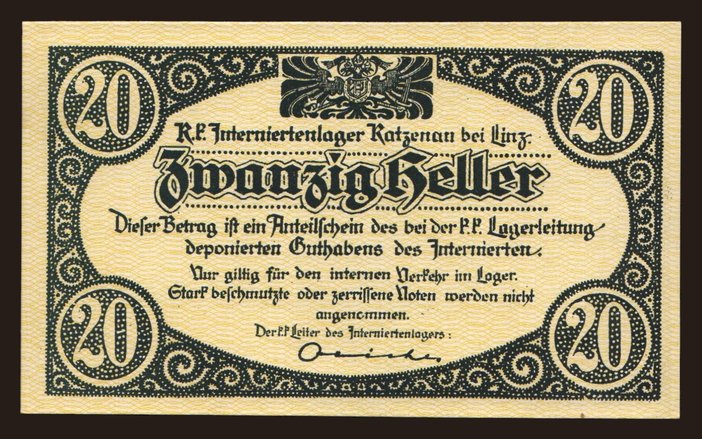 20 20
K.k. Interniertenlager Katzenau bei Linz.
Zwanzig Heller
Dieser Betrag ist ein Anteilschein des bei der k.k. Lagerleitung
deponierten Guthabens des Internierten.
Nur giltig für den internen Verkehr im Lager.
Stark beschmutzte oder zerrissene Noten werden nicht
angenommen.
Der k.k. Leiter des Interniertenlagers:
20 20